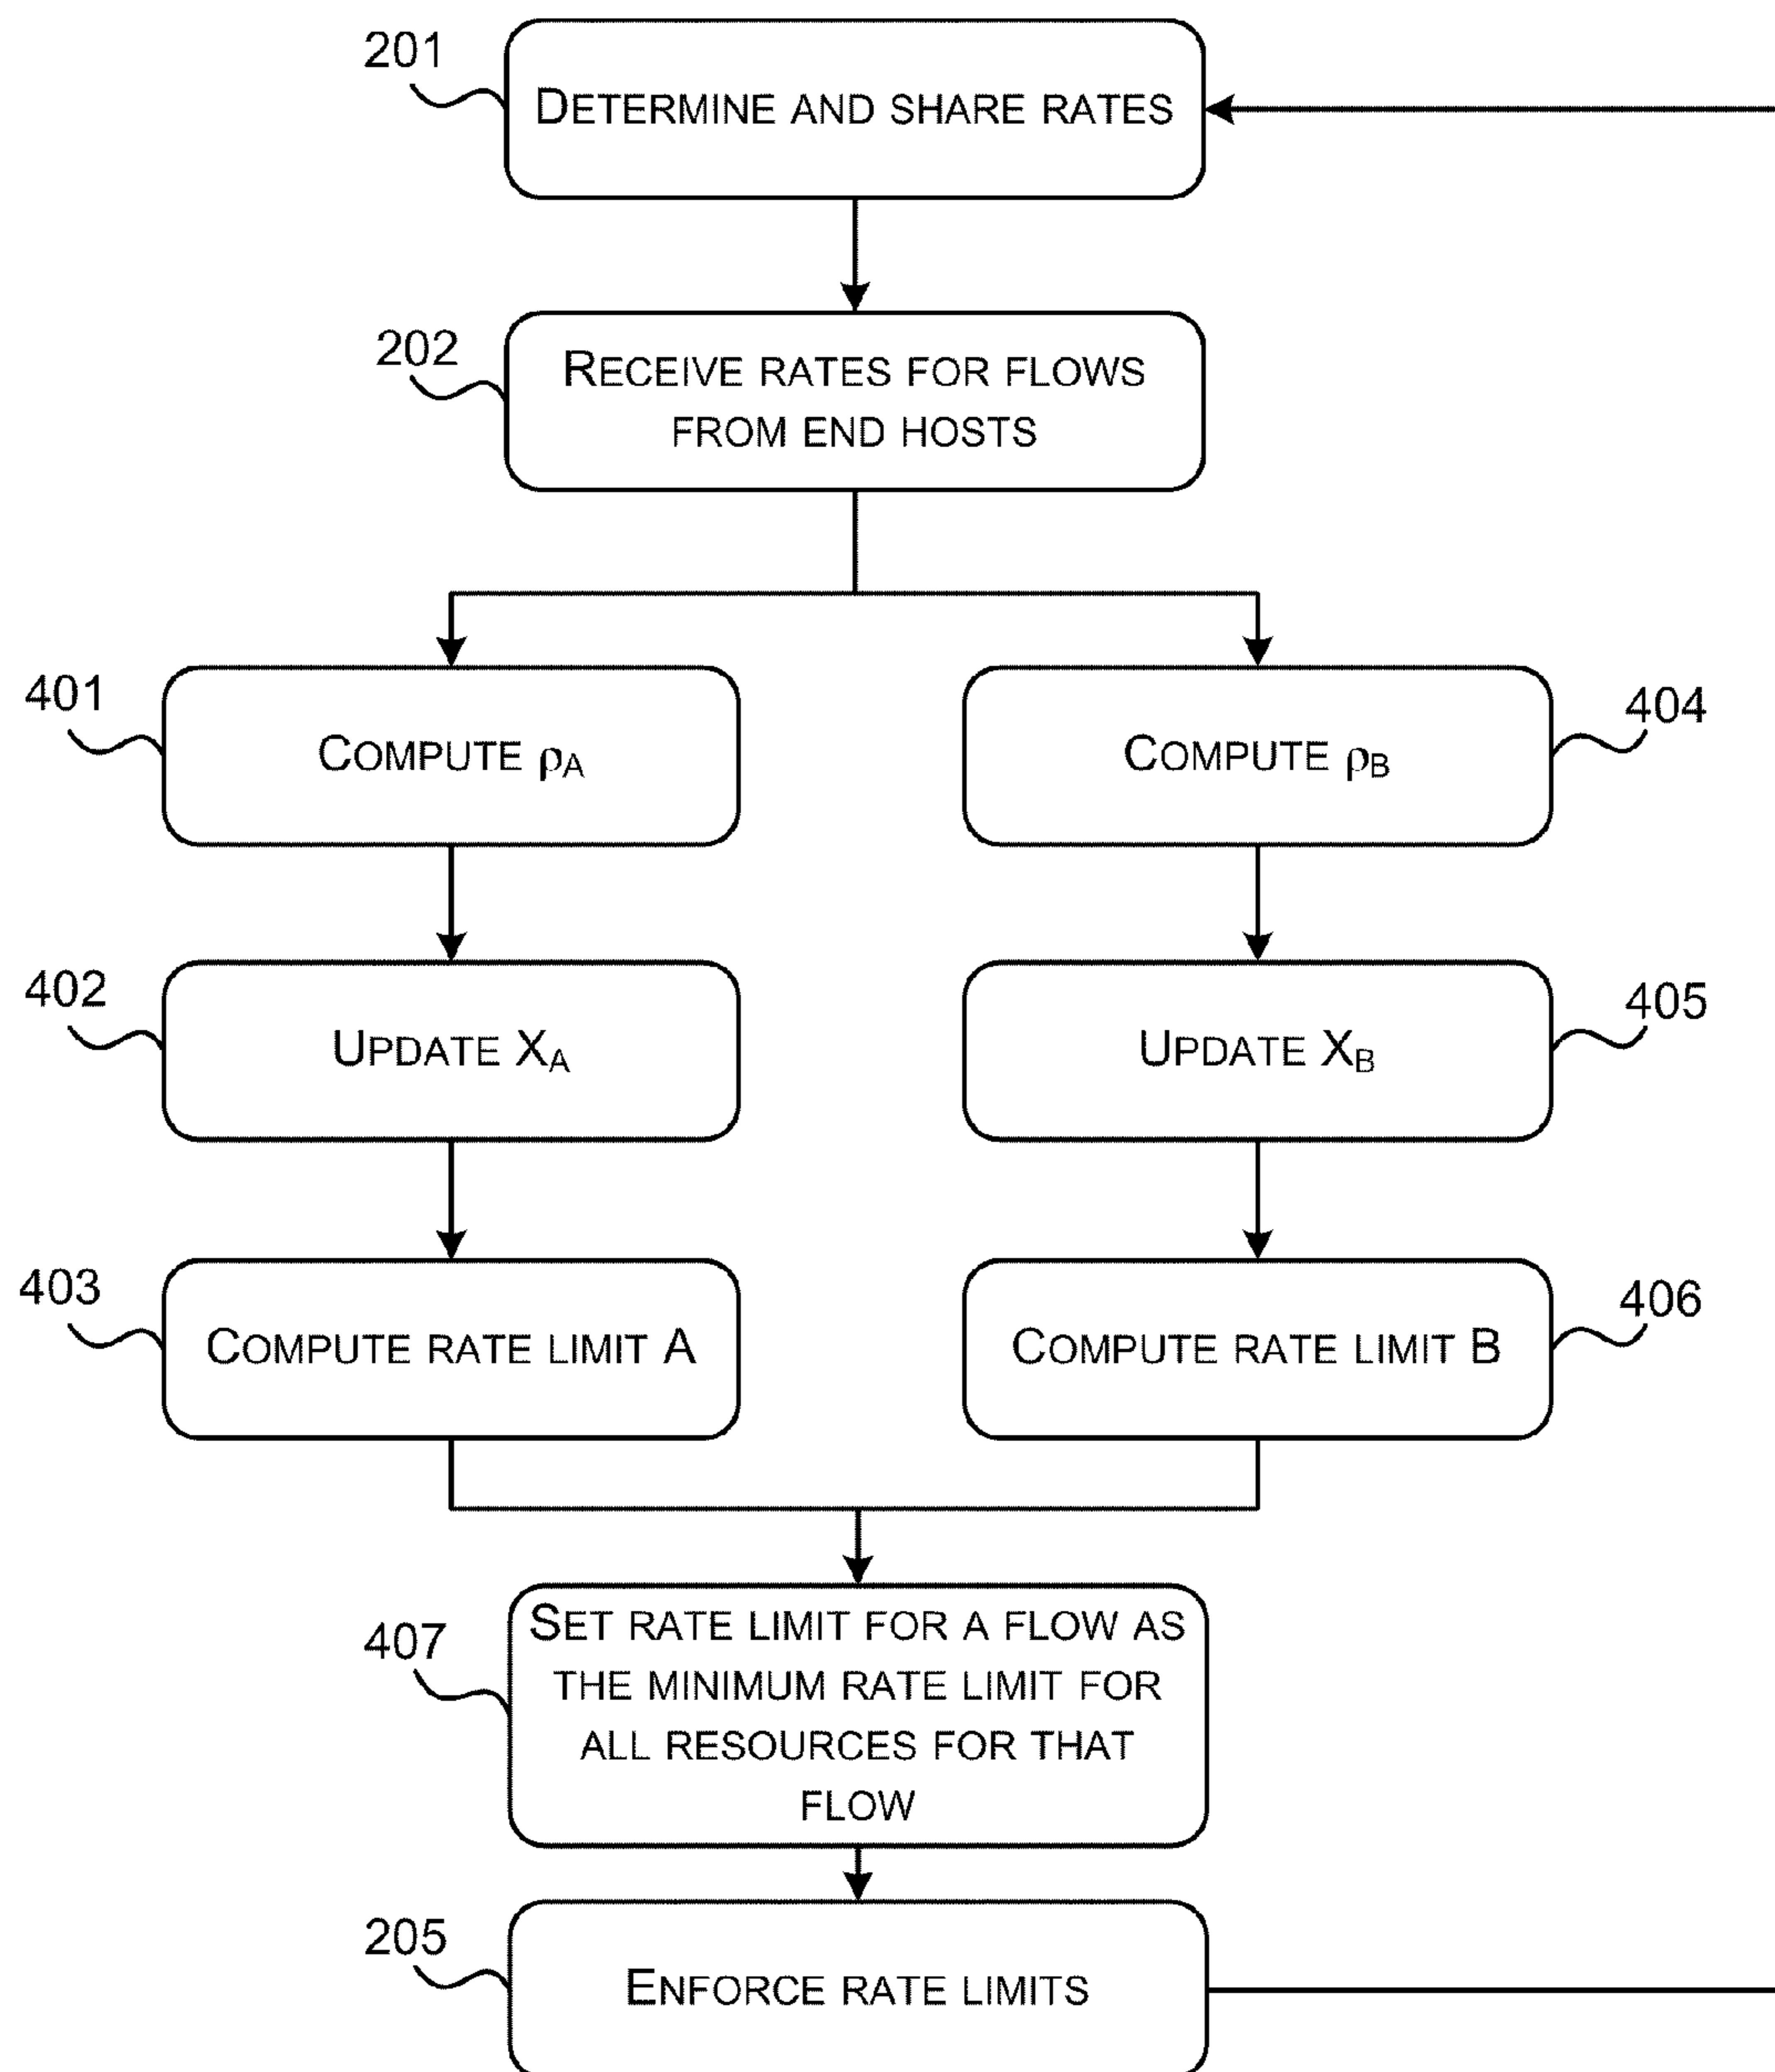 201
DETERMINE AND SHARE RATES
202
RECEIVE RATES FOR FLOWS
FROM END HOSTS
401
COMPUTE ρA
404
COMPUTE ρB
402
UPDATE XA
405
UPDATE XB
403
COMPUTE RATE LIMIT A
406
COMPUTE RATE LIMIT B
407
SET RATE LIMIT FOR A FLOW AS
THE MINIMUM RATE LIMIT FOR
ALL RESOURCES FOR THAT
FLOW
205
ENFORCE RATE LIMITS